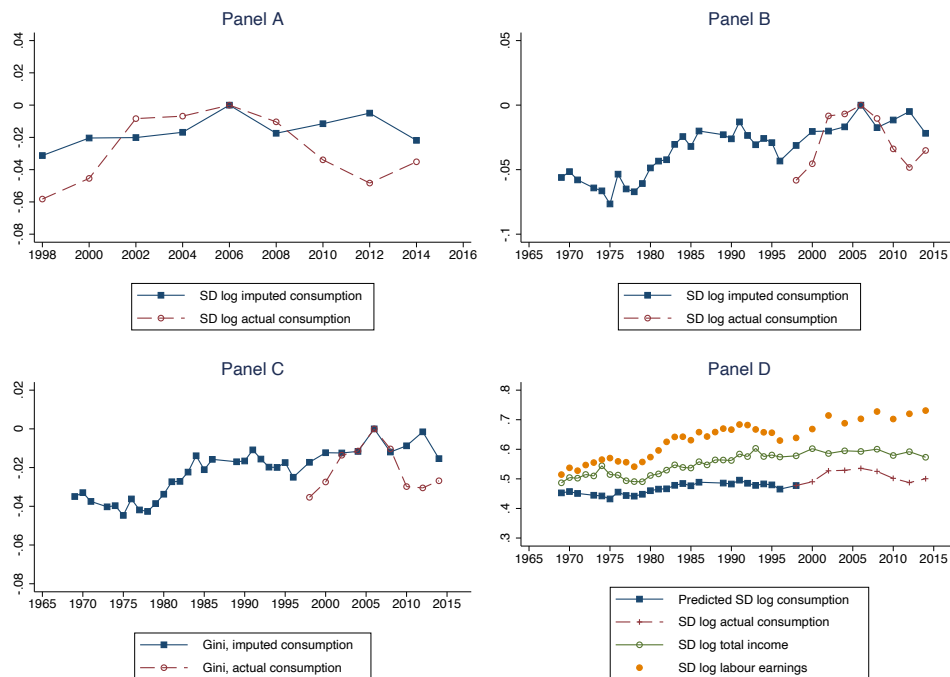 Panel A
.04
.02
0
-.02
-.04
-.06
-.08
1998 2000 2002 2004 2006 2008 2010 2012 2014 2016
SD log imputed consumption
SD log actual consumption
Panel B
.05
0
-.05
-.1
1965 1970 1975 1980 1985 1990 1995 2000 2005 2010 2015
SD log imputed consumption
SD log actual consumption
Panel C
.02
0
-.02
-.04
-.06
-.08
1965 1970 1975 1980 1985 1990 1995 2000 2005 2010 2015
Gini, imputed consumption
Gini, actual consumption
Panel D
.8
.7
.6
.5
.4
.3
1965 1970 1975 1980 1985 1990 1995 2000 2005 2010 2015
Predicted SD log consumption
SD log actual consumption
SD log total income
SD log labour earnings